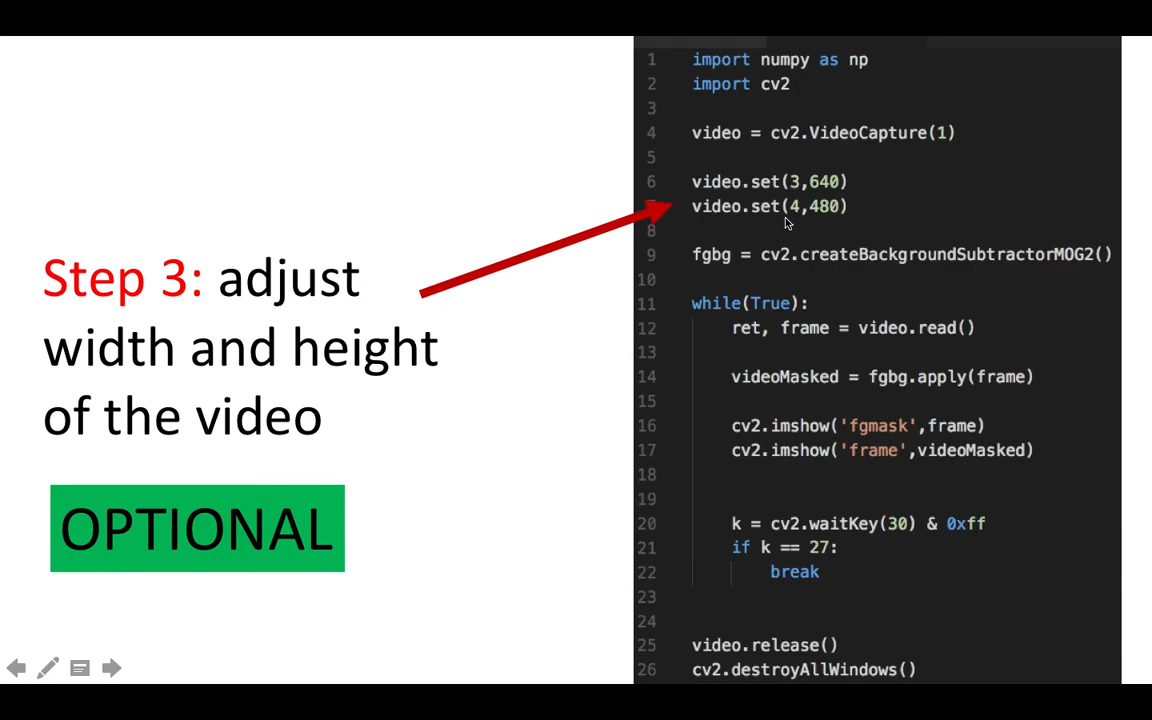 Step 3: adjust
width and height
of the video
OPTIONAL
1 import numpy as np
2 import cv2
3
4 video = cv2.VideoCapture(1)
5
6 video.set(3,640)
video.set(4,480)
8
9 fgbg = cv2.createBackgroundSubtractorMOG2()
10
11 while(True):
12 ret, frame = video.read()
13
14 videoMasked = fgbg.apply(frame)
15
16 cv2.imshow('fgmask',frame)
17 cv2.imshow('frame',videoMasked)
18
19
20 k = cv2.waitKey(30) & 0xff
21 if k == 27:
22 break
23
24
25 video.release()
26 cv2.destroyAllWindows()